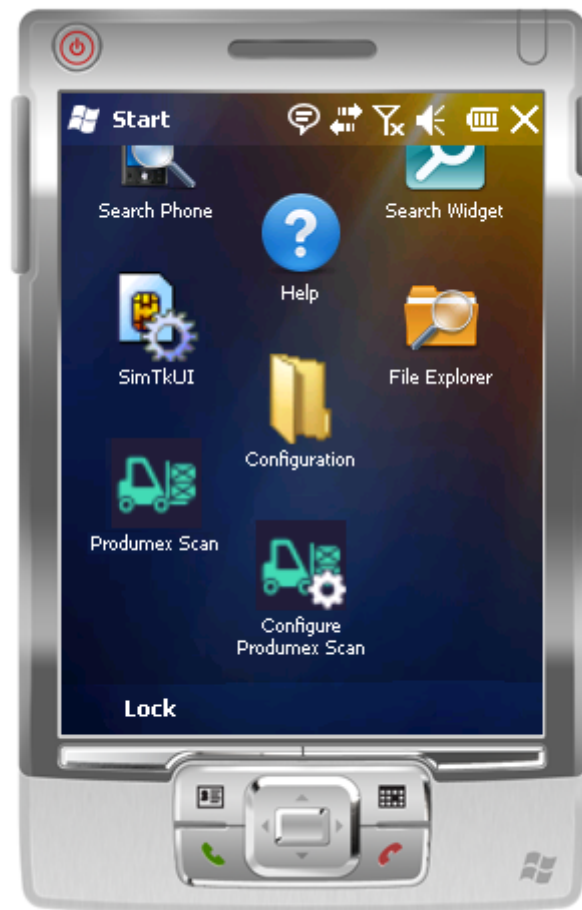 Start
Search Phone
Search Widget
Help
SimTkUI
File Explorer
Configuration
Produmex Scan
Configure
Produmex Scan
Lock